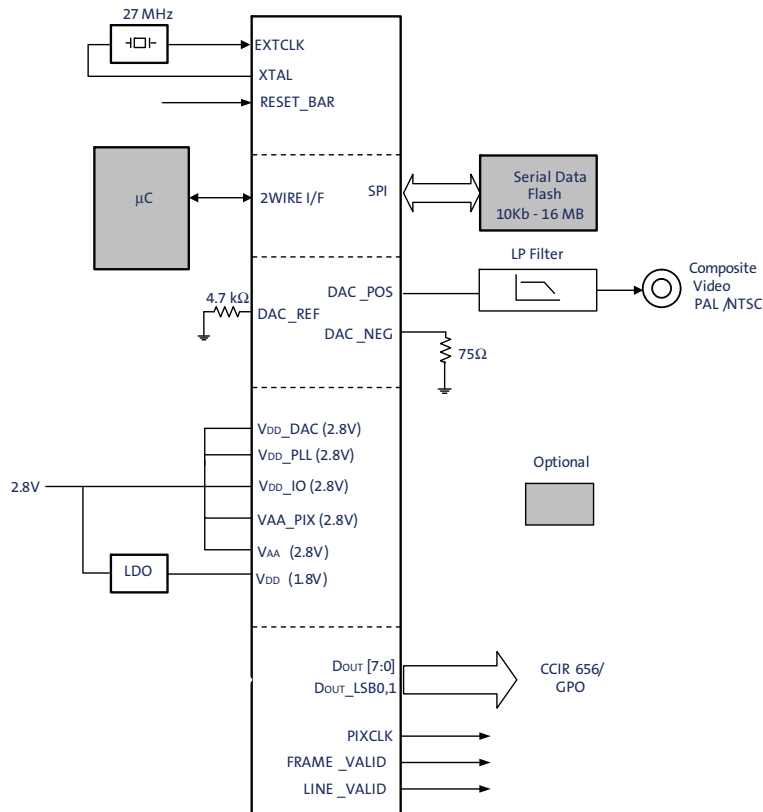 27 MHz
EXTCLK
XTAL
RESET_BAR
µC
2WIRE I/F
SPI
Serial Data
Flash
10Kb - 16 MB
LP Filter
4.7 kΩ
DAC_REF
DAC _POS
DAC _NEG
75Ω
Composite
Video
PAL /NTSC
VDD_DAC (2.8V)
VDD_PLL (2.8V)
2.8V
VDD_IO (2.8V)
VAA_PIX (2.8V)
VAA (2.8V)
LDO
VDD (1.8V)
Optional
DOUT [7:0]
DOUT_LSB0,1
CCIR 656/
GPO
PIXCLK
FRAME _VALID
LINE _VALID